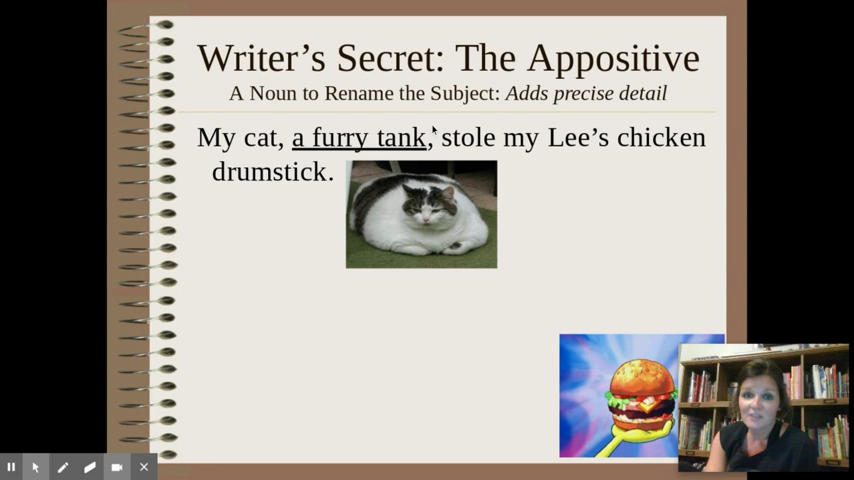 Writer’s Secret: The Appositive
A Noun to Rename the Subject: Adds precise detail
My cat, a furry tank, stole my Lee’s chicken
drumstick.